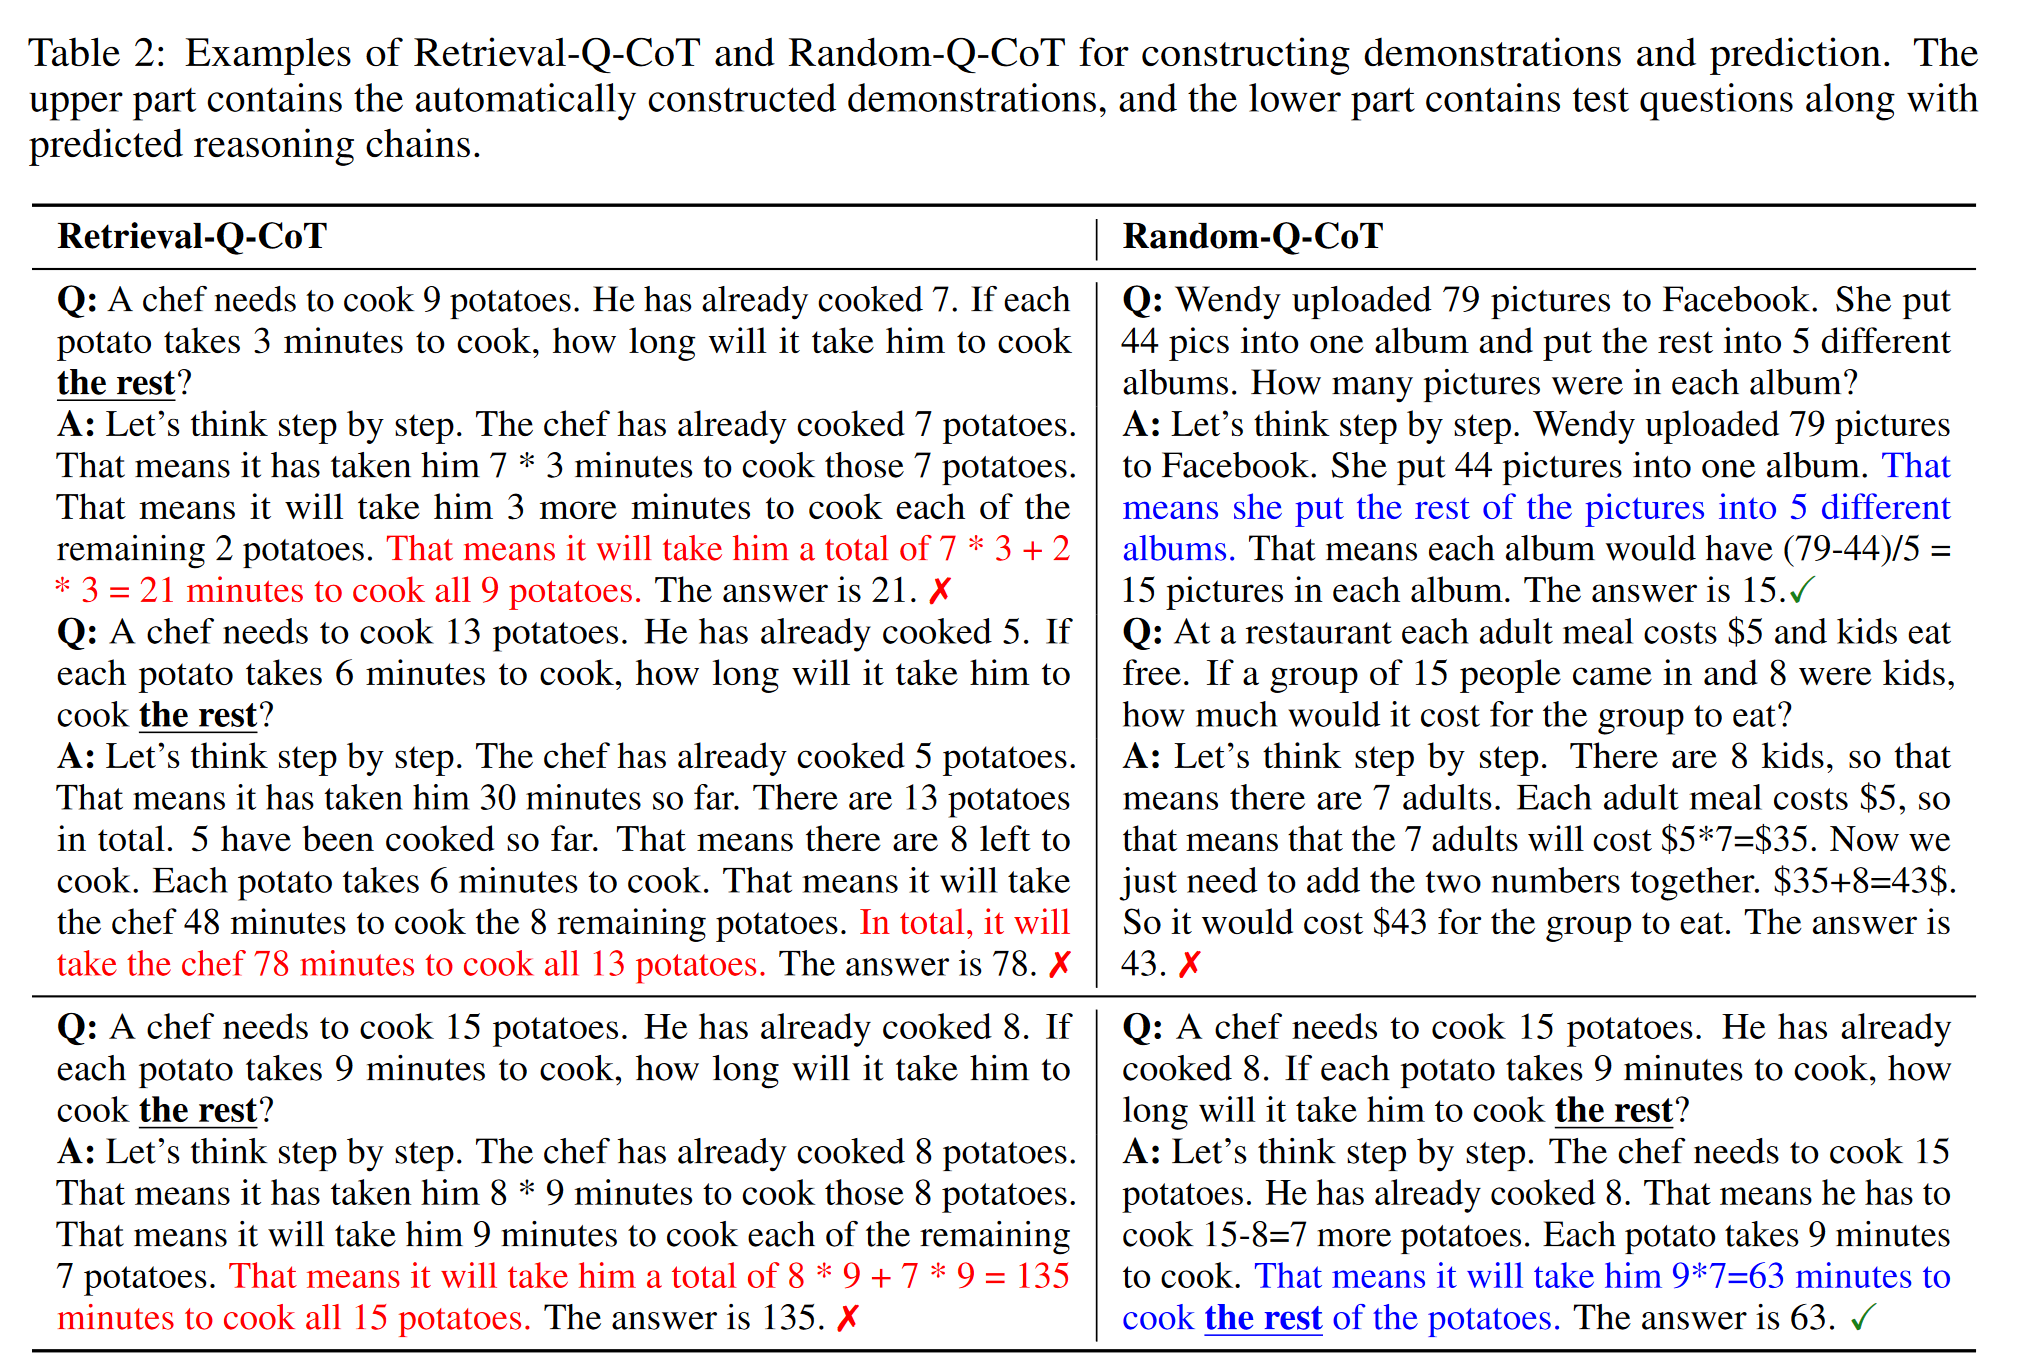 Table 2: Examples of Retrieval-Q-CoT and Random-Q-CoT for constructing demonstrations and prediction. The
upper part contains the automatically constructed demonstrations, and the lower part contains test questions along with
predicted reasoning chains.
Retrieval-Q-CoT
Q: A chef needs to cook 9 potatoes. He has already cooked 7. If each
potato takes 3 minutes to cook, how long will it take him to cook
the rest?
A: Let's think step by step. The chef has already cooked 7 potatoes.
That means it has taken him 7 * 3 minutes to cook those 7 potatoes.
That means it will take him 3 more minutes to cook each of the
remaining 2 potatoes. That means it will take him a total of 7 * 3 + 2
* 3 = 21 minutes to cook all 9 potatoes. The answer is 21. ✗
Q: A chef needs to cook 13 potatoes. He has already cooked 5. If
each potato takes 6 minutes to cook, how long will it take him to
cook the rest?
A: Let's think step by step. The chef has already cooked 5 potatoes.
That means it has taken him 30 minutes so far. There are 13 potatoes
in total. 5 have been cooked so far. That means there are 8 left to
cook. Each potato takes 6 minutes to cook. That means it will take
the chef 48 minutes to cook the 8 remaining potatoes. In total, it will
take the chef 78 minutes to cook all 13 potatoes. The answer is 78. ✗
Q: A chef needs to cook 15 potatoes. He has already cooked 8. If
each potato takes 9 minutes to cook, how long will it take him to
cook the rest?
A: Let's think step by step. The chef has already cooked 8 potatoes.
That means it has taken him 8 * 9 minutes to cook those 8 potatoes.
That means it will take him 9 minutes to cook each of the remaining
7 potatoes. That means it will take him a total of 8 * 9 + 7 * 9 = 135
minutes to cook all 15 potatoes. The answer is 135. ✗
Random-Q-CoT
Q: Wendy uploaded 79 pictures to Facebook. She put
44 pics into one album and put the rest into 5 different
albums. How many pictures were in each album?
A: Let's think step by step. Wendy uploaded 79 pictures
to Facebook. She put 44 pictures into one album. That
means she put the rest of the pictures into 5 different
albums. That means each album would have (79-44)/5 =
15 pictures in each album. The answer is 15.✓
Q: At a restaurant each adult meal costs $5 and kids eat
free. If a group of 15 people came in and 8 were kids,
how much would it cost for the group to eat?
A: Let's think step by step. There are 8 kids, so that
means there are 7 adults. Each adult meal costs $5, so
that means that the 7 adults will cost $5*7=$35. Now we
just need to add the two numbers together. $35+8=43$.
So it would cost $43 for the group to eat. The answer is
43. ✗
Q: A chef needs to cook 15 potatoes. He has already
cooked 8. If each potato takes 9 minutes to cook, how
long will it take him to cook the rest?
A: Let's think step by step. The chef needs to cook 15
potatoes. He has already cooked 8. That means he has to
cook 15-8=7 more potatoes. Each potato takes 9 minutes
to cook. That means it will take him 9*7=63 minutes to
cook the rest of the potatoes. The answer is 63. ✓